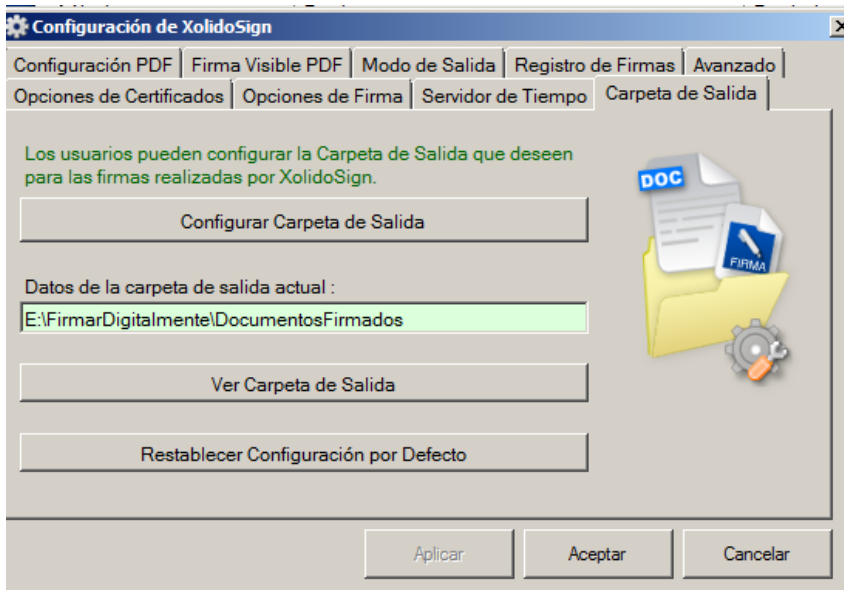 Configuración de XolidoSign
Configuración PDF
Firma Visible PDF
Modo de Salida
Registro de Firmas
Avanzado
Opciones de Certificados
Opciones de Firma
Servidor de Tiempo
Carpeta de Salida
Los usuarios pueden configurar la Carpeta de Salida que deseen
para las firmas realizadas por XolidoSign.
DOC
FIRMA
Configurar Carpeta de Salida
Datos de la carpeta de salida actual :
E:\FirmarDigitalmente\DocumentosFirmados
Ver Carpeta de Salida
Restablecer Configuración por Defecto
Aplicar
Aceptar
Cancelar